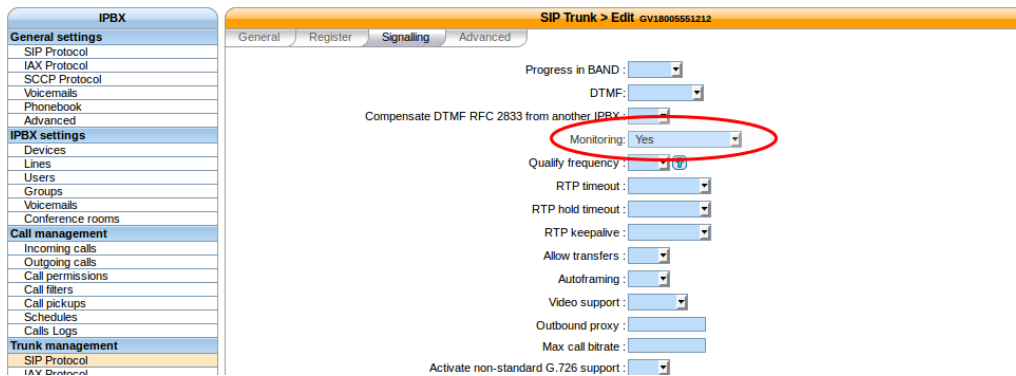 IPBX
General settings
SIP Protocol
IAX Protocol
SCCP Protocol
Voicemails
Phonebook
Advanced
IPBX settings
Devices
Lines
Users
Groups
Voicemails
Conference rooms
Call management
Incoming calls
Outgoing calls
Call permissions
Call filters
Call pickups
Schedules
Calls Logs
Trunk management
SIP Protocol
IAX Protocol
SIP Trunk > Edit GV18005551212
General Register Signalling Advanced
Progress in BAND :
DTMF:
Compensate DTMF RFC 2833 from another IPBX :
Monitoring: Yes
Qualify frequency : ?
RTP timeout :
RTP hold timeout :
RTP keepalive :
Allow transfers :
Autoframing :
Video support :
Outbound proxy :
Max call bitrate :
Activate non-standard G.726 support :